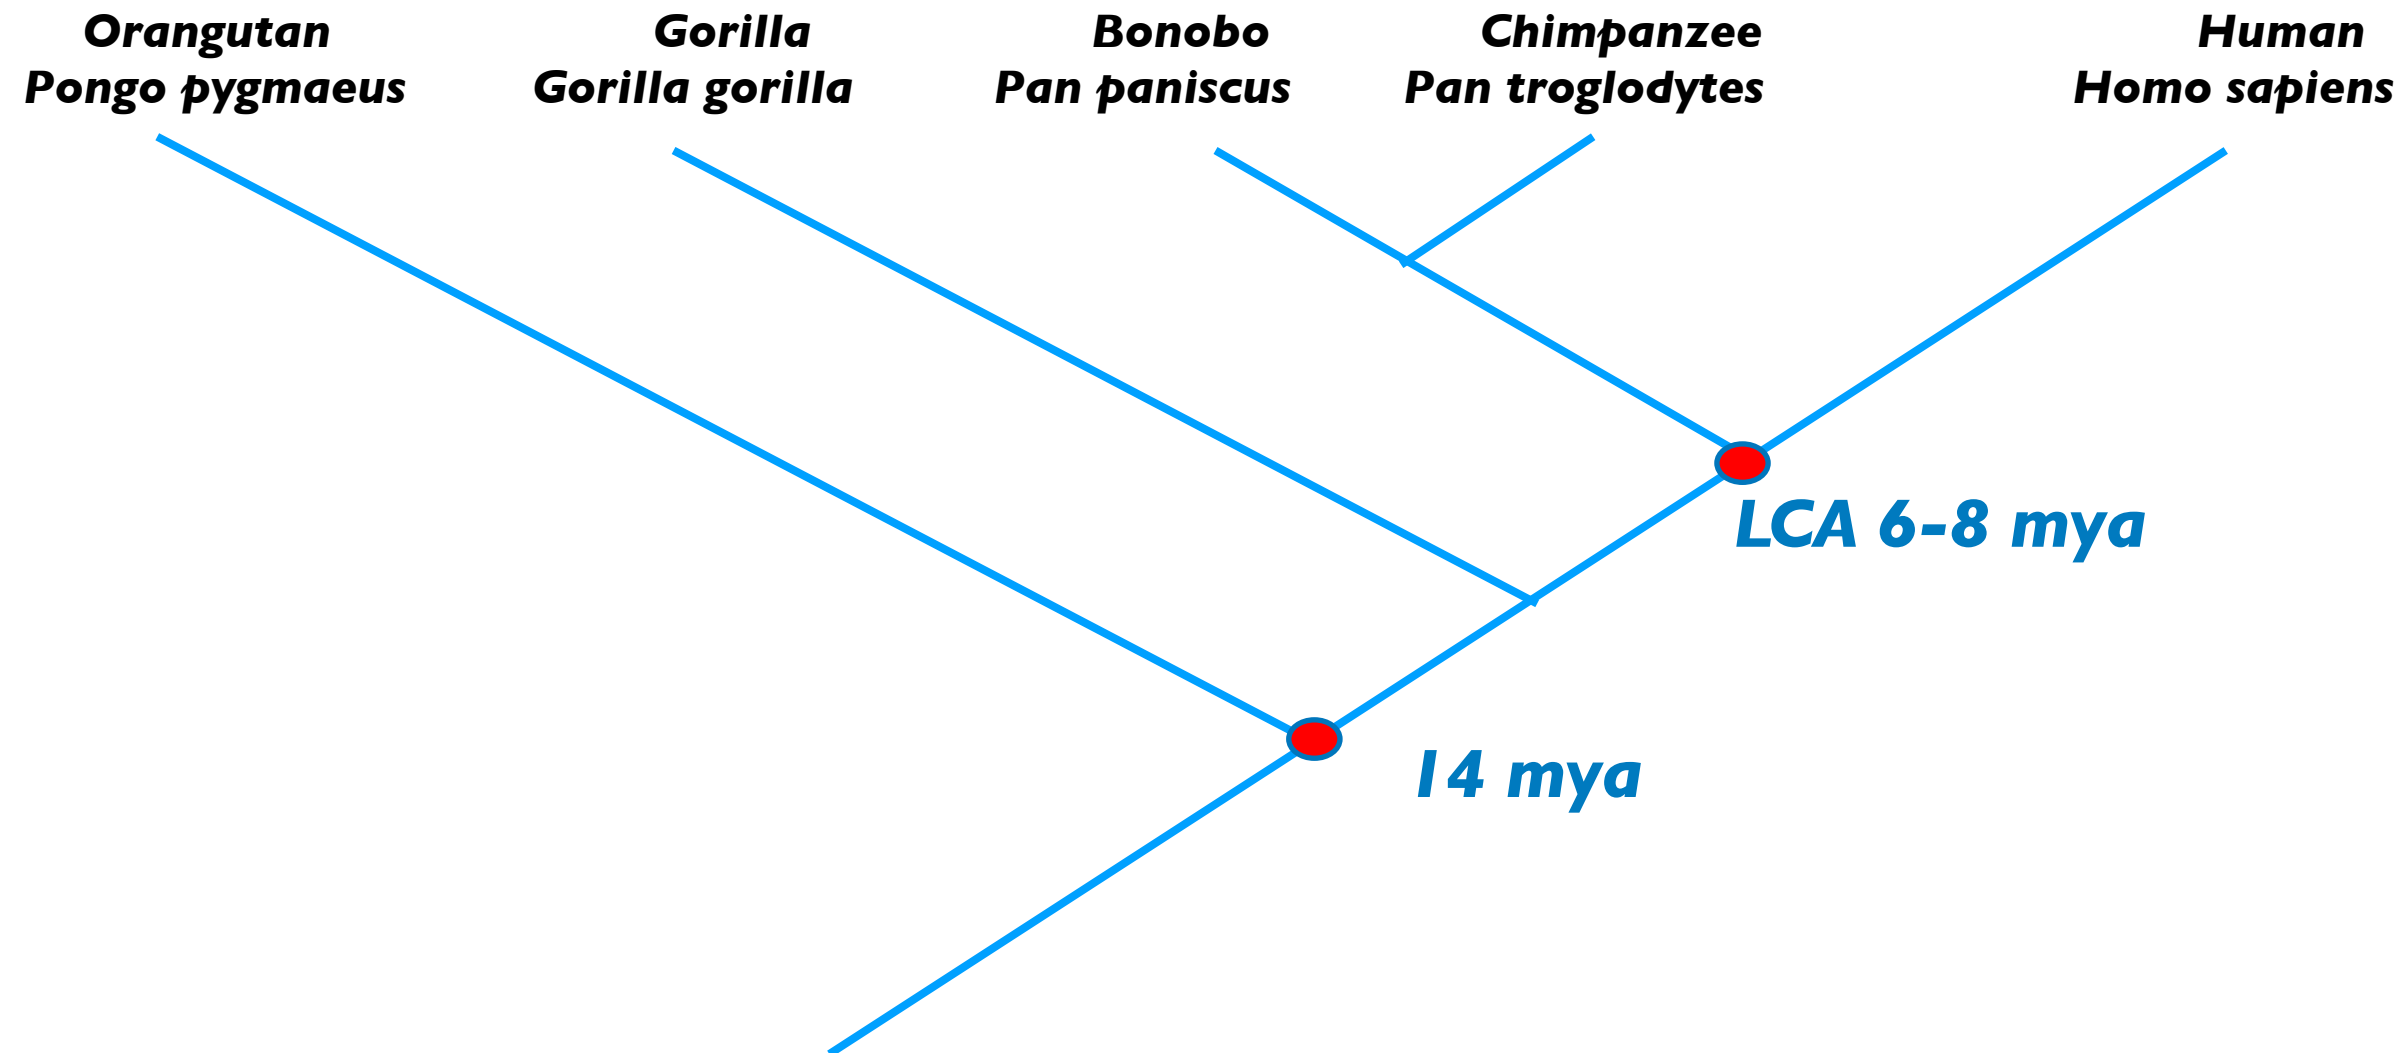 Orangutan
Pongo pygmaeus
Gorilla
Gorilla gorilla
Bonobo
Pan paniscus
Chimpanzee
Pan troglodytes
Human
Homo sapiens
LCA 6-8 mya
14 mya